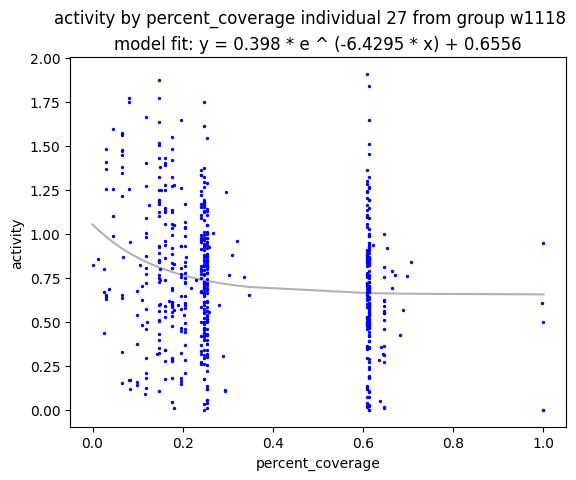 activity by percent_coverage individual 27 from group w1118
model fit: y = 0.398 * e ^ (-6.4295 * x) + 0.6556
2.00
1.75
1.50
1.25
1.00
0.75
0.50
0.25
0.00
activity
0.0 0.2 0.4 0.6 0.8 1.0
percent_coverage